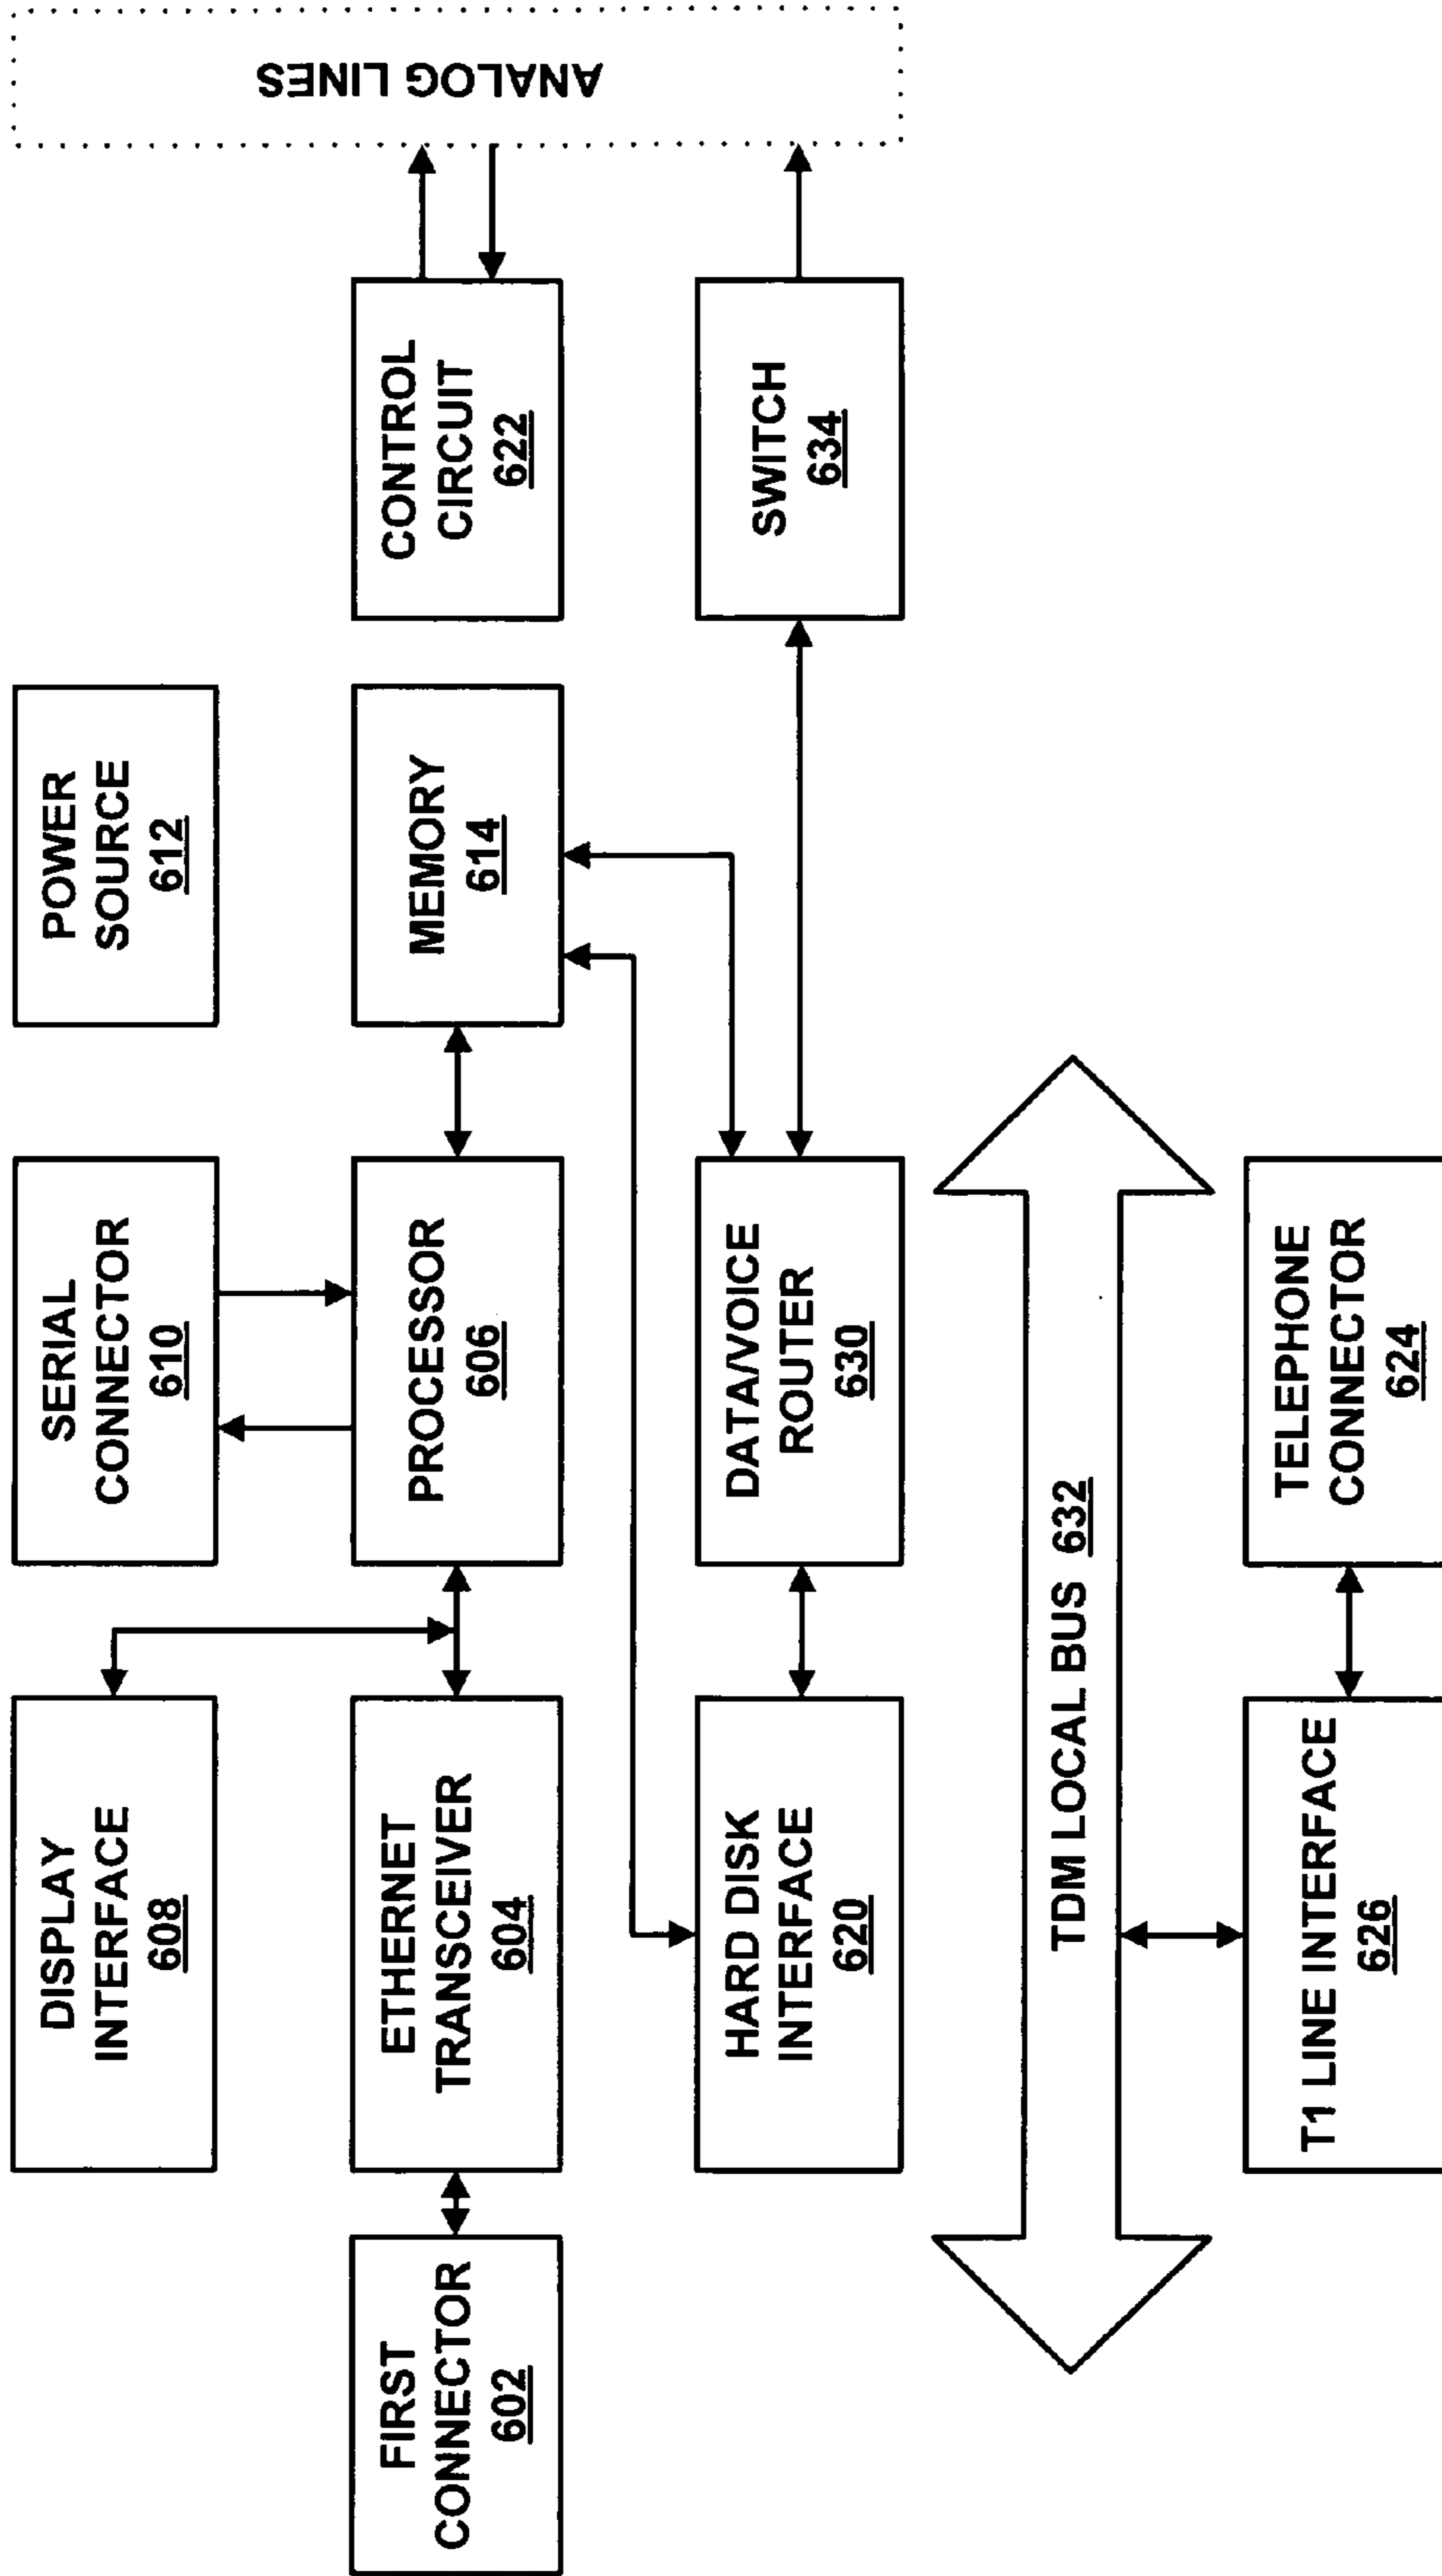 DISPLAY
INTERFACE
608
SERIAL
CONNECTOR
610
POWER
SOURCE
612
FIRST
CONNECTOR
602
ETHERNET
TRANSCEIVER
604
PROCESSOR
606
MEMORY
614
CONTROL
CIRCUIT
622
ANALOG LINES
HARD DISK
INTERFACE
620
DATA/VOICE
ROUTER
630
SWITCH
634
TDM LOCAL BUS 632
T1 LINE INTERFACE
626
TELEPHONE
CONNECTOR
624